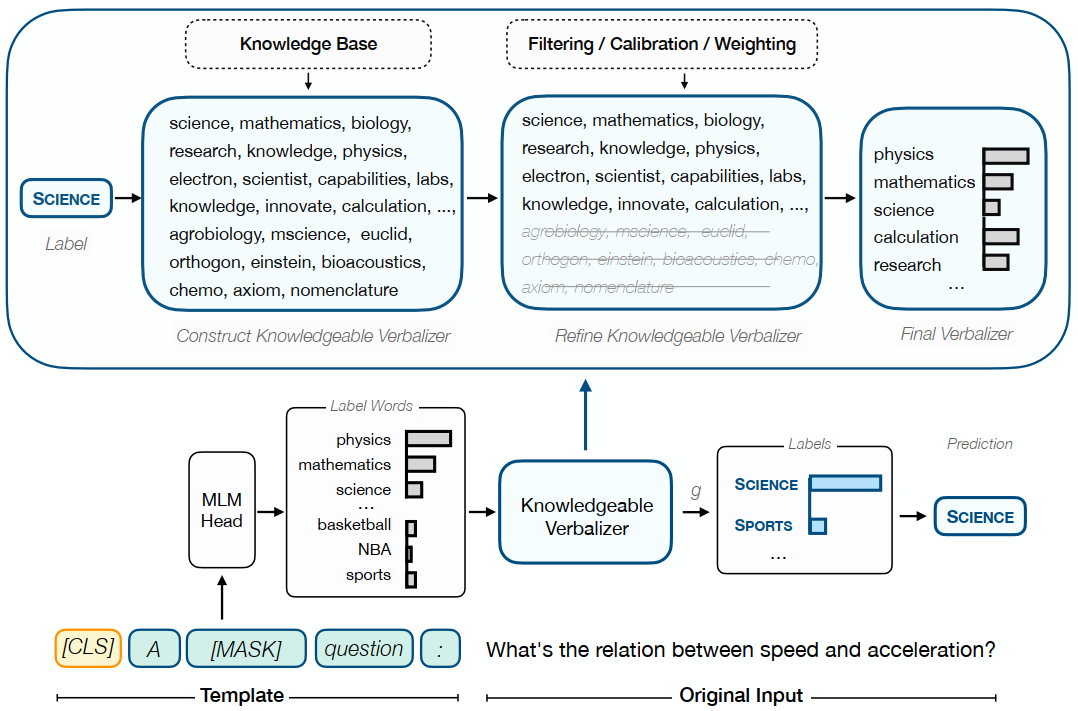 Knowledge Base
Filtering / Calibration / Weighting
SCIENCE
Label
science, mathematics, biology,
research, knowledge, physics,
electron, scientist, capabilities, labs,
knowledge, innovate, calculation, ...,
agrobiology, mscience, euclid,
orthogon, einstein, bioacoustics,
chemo, axiom, nomenclature
Construct Knowledgeable Verbalizer
science, mathematics, biology,
research, knowledge, physics,
electron, scientist, capabilities, labs,
knowledge, innovate, calculation, ...,
agrobiology, mscience, euclid,
orthogon, einstein, bioacoustics, chemo,
axiom, nomenclature
Refine Knowledgeable Verbalizer
physics
mathematics
science
calculation
research
...
Final Verbalizer
MLM
Head
Label Words
physics
mathematics
science
...
basketball
NBA
sports
Knowledgeable
Verbalizer
g
Labels
SCIENCE
SPORTS
...
Prediction
SCIENCE
[CLS] A [MASK] question : What's the relation between speed and acceleration?
Template
Original Input